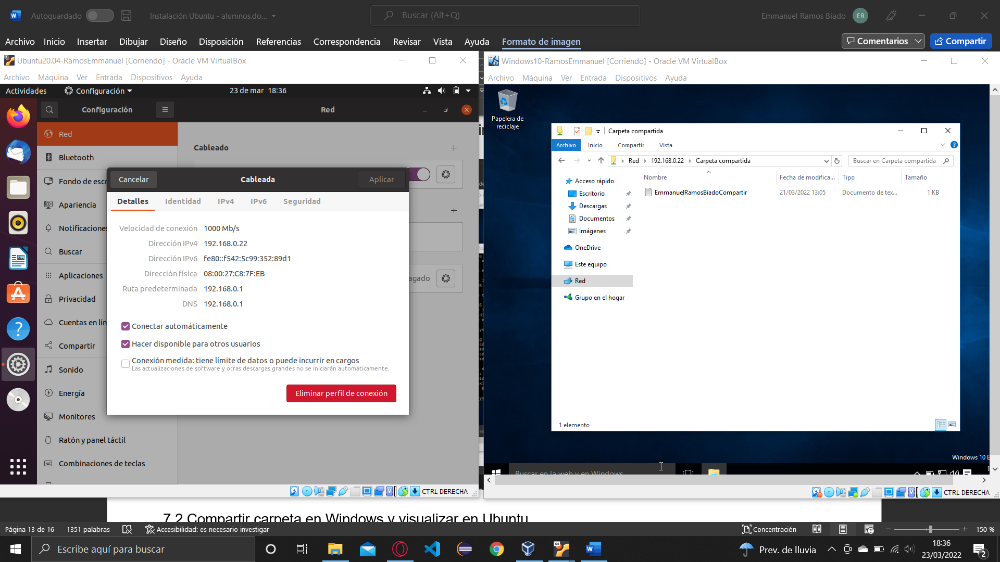 Autoguardado
Instalación Ubuntu - alumnos.do...
Buscar (Alt+Q)
Emmanuel Ramos Biado
ER
Archivo Inicio Insertar Dibujar Diseño Disposición Referencias Correspondencia Revisar Vista Ayuda Formato de imagen
Comentarios
Compartir
Ubuntu20.04-RamosEmmanuel [Corriendo] - Oracle VM VirtualBox
Archivo Máquina Ver Entrada Dispositivos Ayuda
Actividades
Configuración
23 de mar 18:36
Configuración
Red
Red
Bluetooth
Fondo de escr
Apariencia
Notificaciones
Buscar
Aplicaciones
Privacidad
Cuentas en lín
Compartir
Sonido
Energía
Monitores
Ratón y panel táctil
Combinaciones de teclas
Cableado
agado
Cancelar
Cableada
Aplicar
Detalles Identidad IPv4 IPv6 Seguridad
Velocidad de conexión 1000 Mb/s
Dirección IPv4 192.168.0.22
Dirección IPv6 fe80::f542:5c99:352:89d1
Dirección física 08:00:27:C8:7F:EB
Ruta predeterminada 192.168.0.1
DNS 192.168.0.1
Conectar automáticamente
Hacer disponible para otros usuarios
Conexión medida: tiene límite de datos o puede incurrir en cargos
Las actualizaciones de software y otras descargas grandes no se iniciarán automáticamente.
Eliminar perfil de conexión
CTRL DERECHA
Windows10-RamosEmmanuel [Corriendo] - Oracle VM VirtualBox
Archivo Máquina Ver Entrada Dispositivos Ayuda
Papelera de
reciclaje
Carpeta compartida
Archivo Inicio Compartir Vista
Red 192.168.0.22 Carpeta compartida
Buscar en Carpeta compartida
Acceso rápido
Escritorio
Descargas
Documentos
Imágenes
OneDrive
Este equipo
Red
Grupo en el hogar
Nombre Fecha de modifica... Tipo Tamaño
EmmanuelRamosBiadoCompartir 21/03/2022 13:05 Documento de tex... 1 KB
1 elemento
Windows 10 E
Buscar en la web y en Windows
CTRL DERECHA
7.2 Compartir carpeta en Windows y visualizar en Ubuntu
Página 13 de 16 1351 palabras
Accesibilidad: es necesario investigar
Concentración
150 %
Escribe aquí para buscar
Prev. de lluvia
18:36
23/03/2022
2